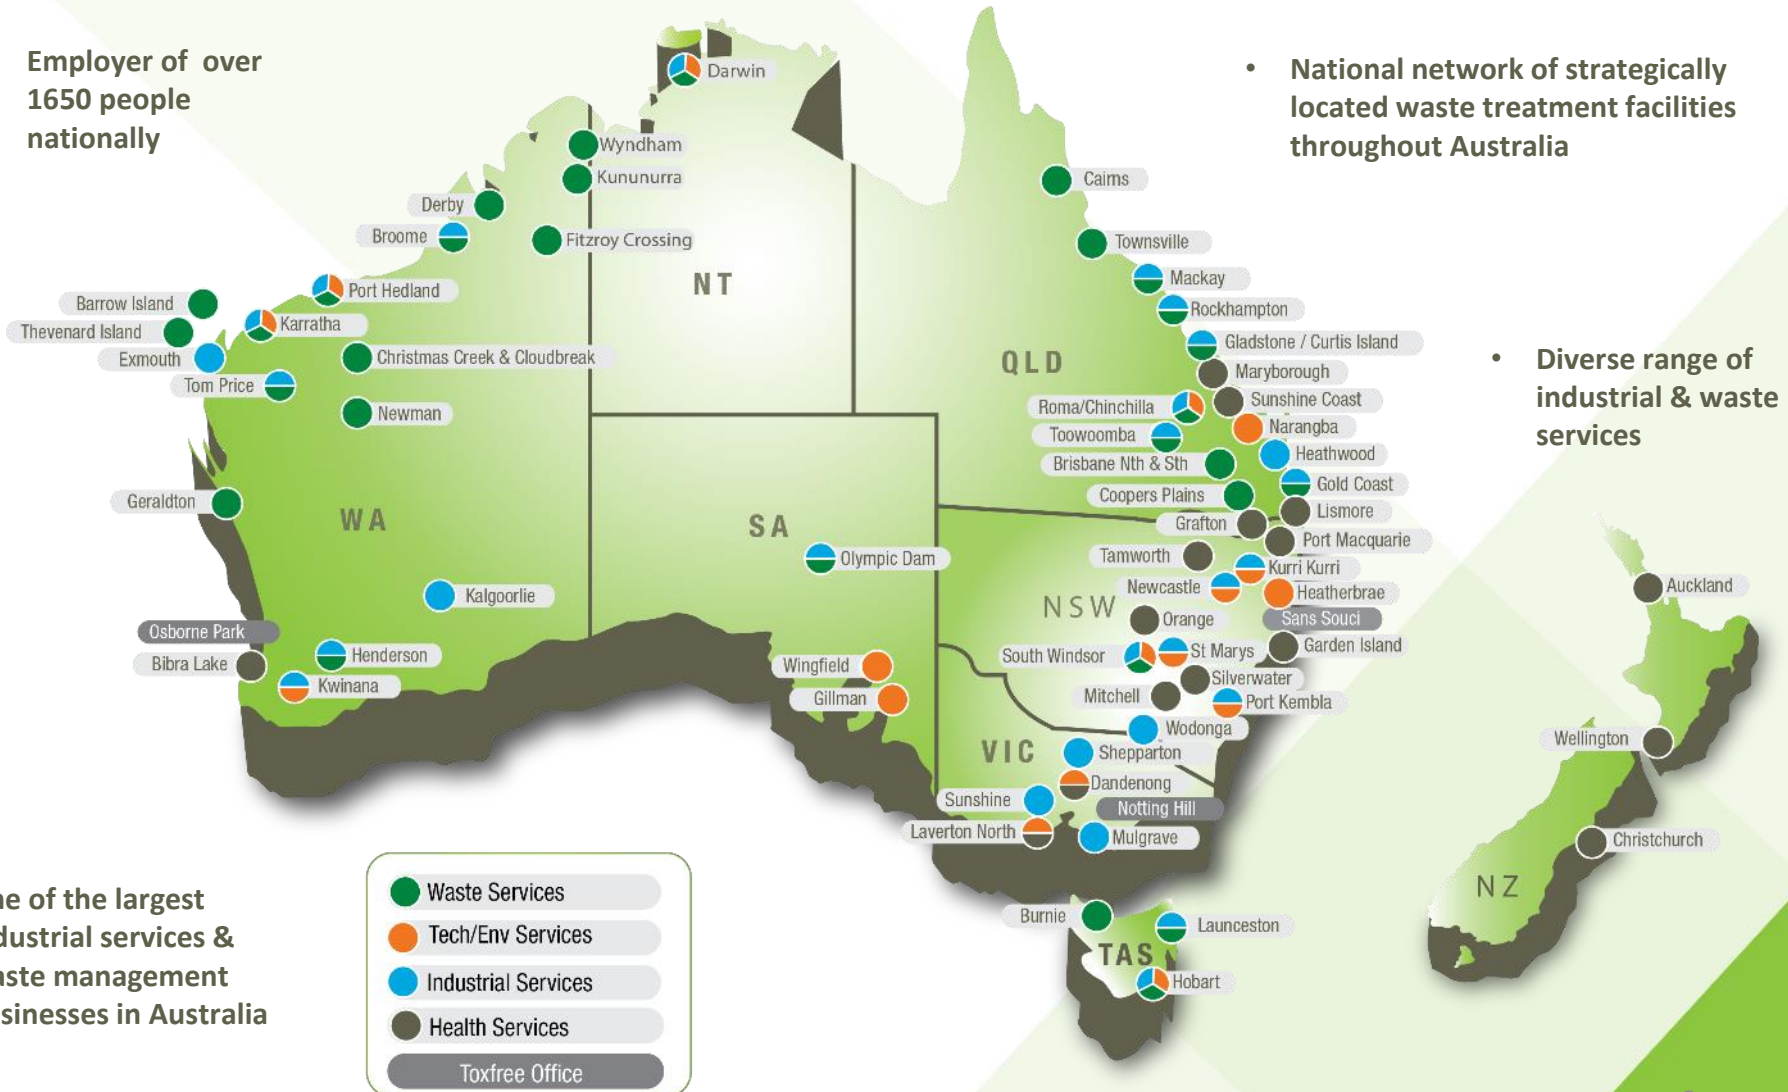 Employer of over
1650 people
nationally
• National network of strategically
located waste treatment facilities
throughout Australia
• Diverse range of
industrial & waste
services
Darwin
Wyndham
Kununurra
Derby
Broome
Fitzroy Crossing
Port Hedland
Barrow Island
Karratha
Thevenard Island
Exmouth
Christmas Creek & Cloudbreak
Tom Price
Newman
Geraldton
WA
NT
SA
QLD
Cairns
Townsville
Mackay
Rockhampton
Gladstone / Curtis Island
Maryborough
Sunshine Coast
Roma/Chinchilla
Narangba
Toowoomba
Heathwood
Brisbane Nth & Sth
Gold Coast
Coopers Plains
Lismore
Grafton
Port Macquarie
Tamworth
Kurri Kurri
Newcastle
Heatherbrae
NSW
Orange
Sans Souci
Garden Island
South Windsor
St Marys
Silverwater
Mitchell
Port Kembla
Olympic Dam
Kalgoorlie
Osborne Park
Bibra Lake
Henderson
Kwinana
Wingfield
Gillman
Wodonga
VIC
Shepparton
Dandenong
Sunshine
Notting Hill
Laverton North
Mulgrave
Burnie
Launceston
TAS
Hobart
Auckland
Wellington
Christchurch
NZ
of the largest
services &
management
in Australia
Waste Services
Tech/Env Services
Industrial Services
Health Services
Toxfree Office